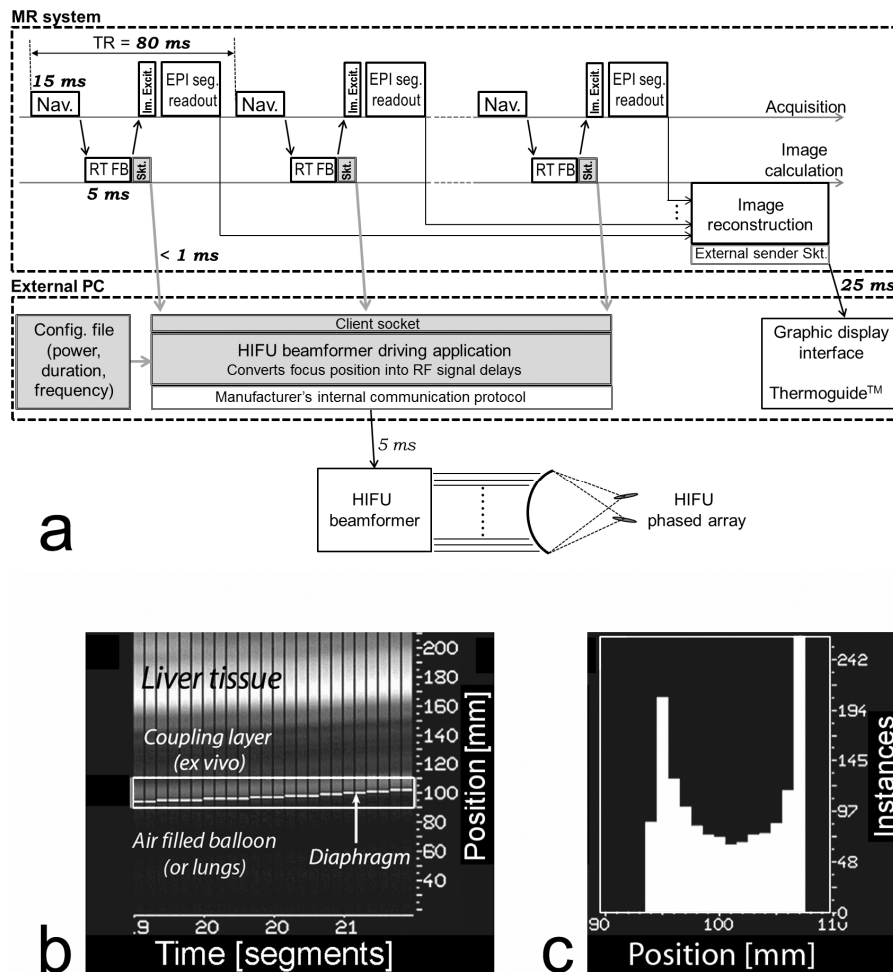 MR system
TR = 80 ms
15 ms
Nav.
Im. Excit.
EPI seg.
readout
Nav.
Im. Excit.
EPI seg.
readout
Nav.
Im. Excit.
EPI seg.
readout
Acquisition
RT FB
Skt.
RT FB
Skt.
RT FB
Skt.
Image
calculation
5 ms
Image
reconstruction
External sender Skt.
< 1 ms
25 ms
External PC
Config. file
(power,
duration,
frequency)
Client socket
HIFU beamformer driving application
Converts focus position into RF signal delays
Manufacturer's internal communication protocol
Graphic display
interface
Thermoguide™
5 ms
HIFU
beamformer
HIFU
phased array
a
Liver tissue
Coupling layer
(ex vivo)
Air filled balloon
(or lungs)
Diaphragm
200
180
160
140
120
100
80
60
40
Position [mm]
.9 20 20 21
Time [segments]
b
242
194
145
97
48
0
Instances
90 100 110
Position [mm]
c